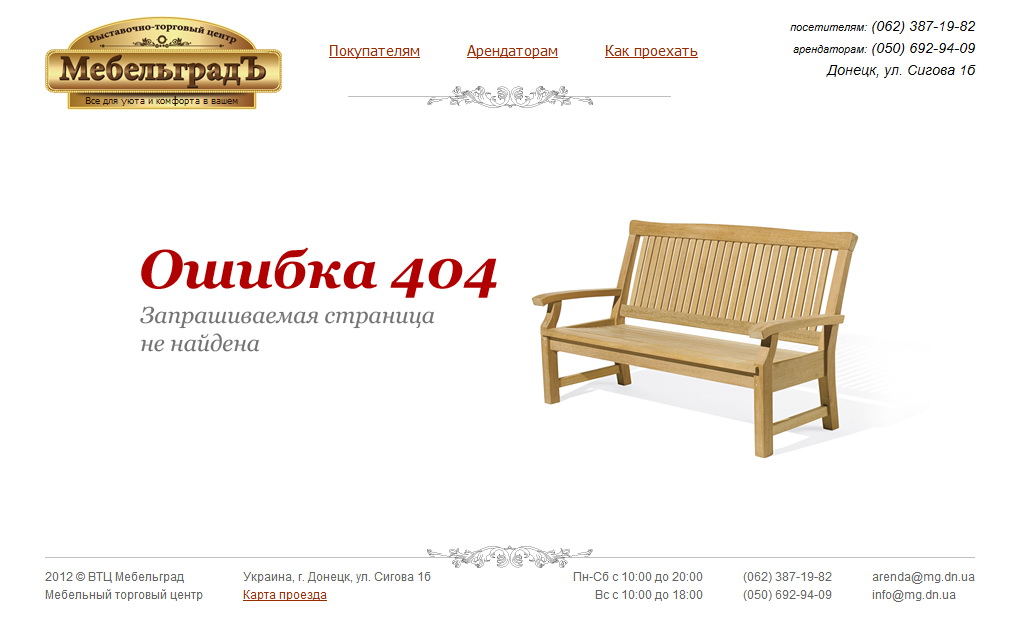 Выставочно-торговый центр
МебельградЪ
Все для уюта и комфорта в вашем
Покупателям
Арендаторам
Как проехать
посетителям: (062) 387-19-82
арендаторам: (050) 692-94-09
Донецк, ул. Сигова 1б
Ошибка 404
Запрашиваемая страница
не найдена
2012 © ВТЦ Мебельград
Мебельный торговый центр
Украина, г. Донецк, ул. Сигова 1б
Карта проезда
Пн-Сб с 10:00 до 20:00
Вс с 10:00 до 18:00
(062) 387-19-82
(050) 692-94-09
arenda@mg.dn.ua
info@mg.dn.ua